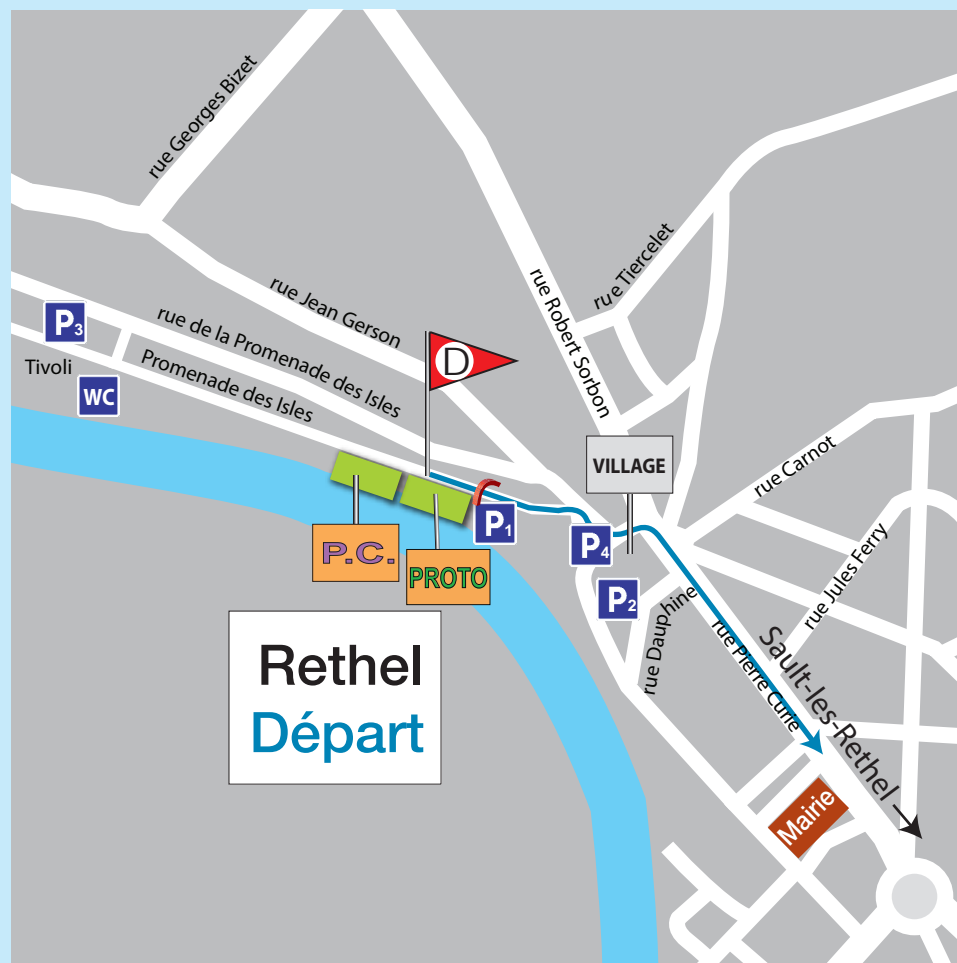 rue Georges Bizet
rue Jean Gerson
rue de la Promenade des Isles
Promenade des Isles
P3
Tivoli
WC
D
rue Robert Sorbon
rue Tiercelet
VILLAGE
rue Carnot
rue Jules Ferry
P1
P4
P2
P.C.
PROTO
rue Dauphine
rue Pierre Curie
Sault-les-Rethel
Rethel
Départ
Mairie